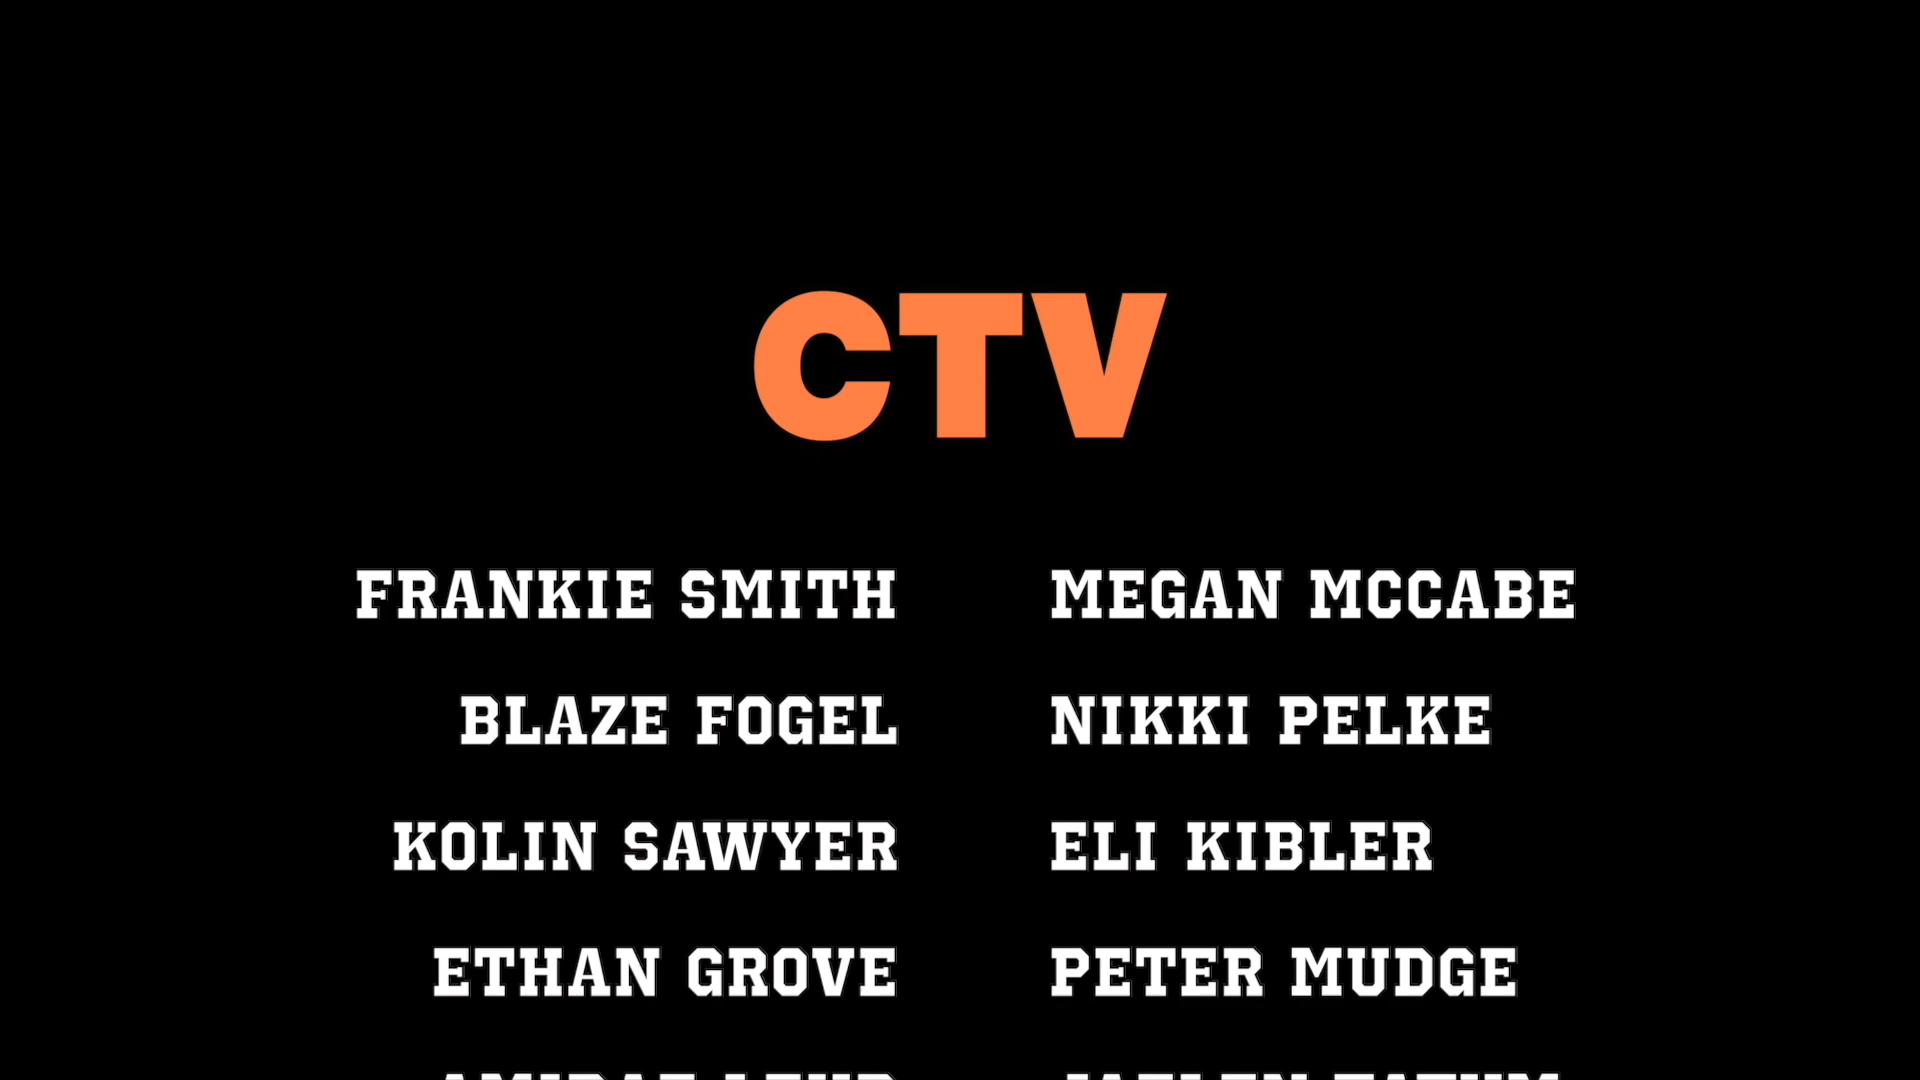 CTV
FRANKIE SMITH MEGAN MCCABE
BLAZE FOGEL NIKKI PELKE
KOLIN SAWYER ELI KIBLER
ETHAN GROVE PETER MUDGE